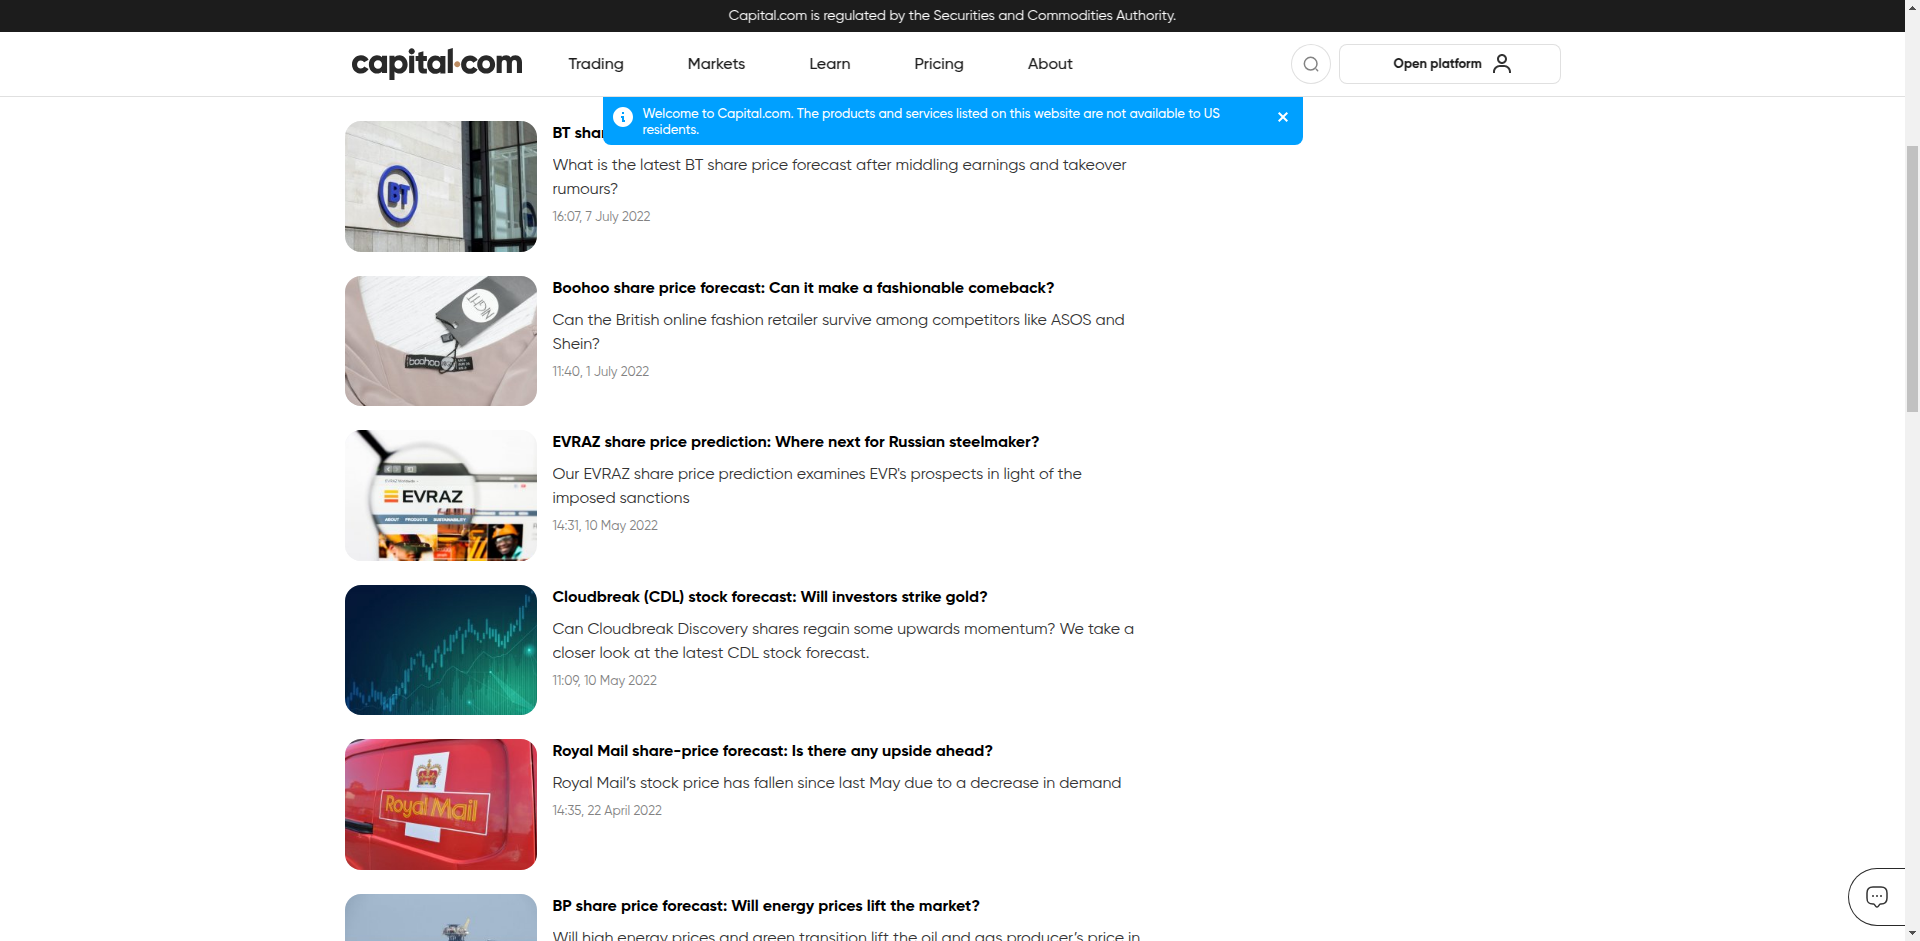 Capital.com is regulated by the Securities and Commodities Authority.
capital.com
Trading
Markets
Learn
Pricing
About
Open platform
Welcome to Capital.com. The products and services listed on this website are not available to US
residents.
BT shar
What is the latest BT share price forecast after middling earnings and takeover
rumours?
16:07, 7 July 2022
BT
Boohoo share price forecast: Can it make a fashionable comeback?
Can the British online fashion retailer survive among competitors like ASOS and
Shein?
11:40, 1 July 2022
NIGHT
boohoo
EVRAZ share price prediction: Where next for Russian steelmaker?
Our EVRAZ share price prediction examines EVR's prospects in light of the
imposed sanctions
14:31, 10 May 2022
EVRAZ
ABOUT PRODUCTS SUSTAINABILITY
Cloudbreak (CDL) stock forecast: Will investors strike gold?
Can Cloudbreak Discovery shares regain some upwards momentum? We take a
closer look at the latest CDL stock forecast.
11:09, 10 May 2022
Royal Mail share-price forecast: Is there any upside ahead?
Royal Mail's stock price has fallen since last May due to a decrease in demand
14:35, 22 April 2022
Royal Mail
BP share price forecast: Will energy prices lift the market?
Will high energy prices and green transition lift the oil and gas producer's price in